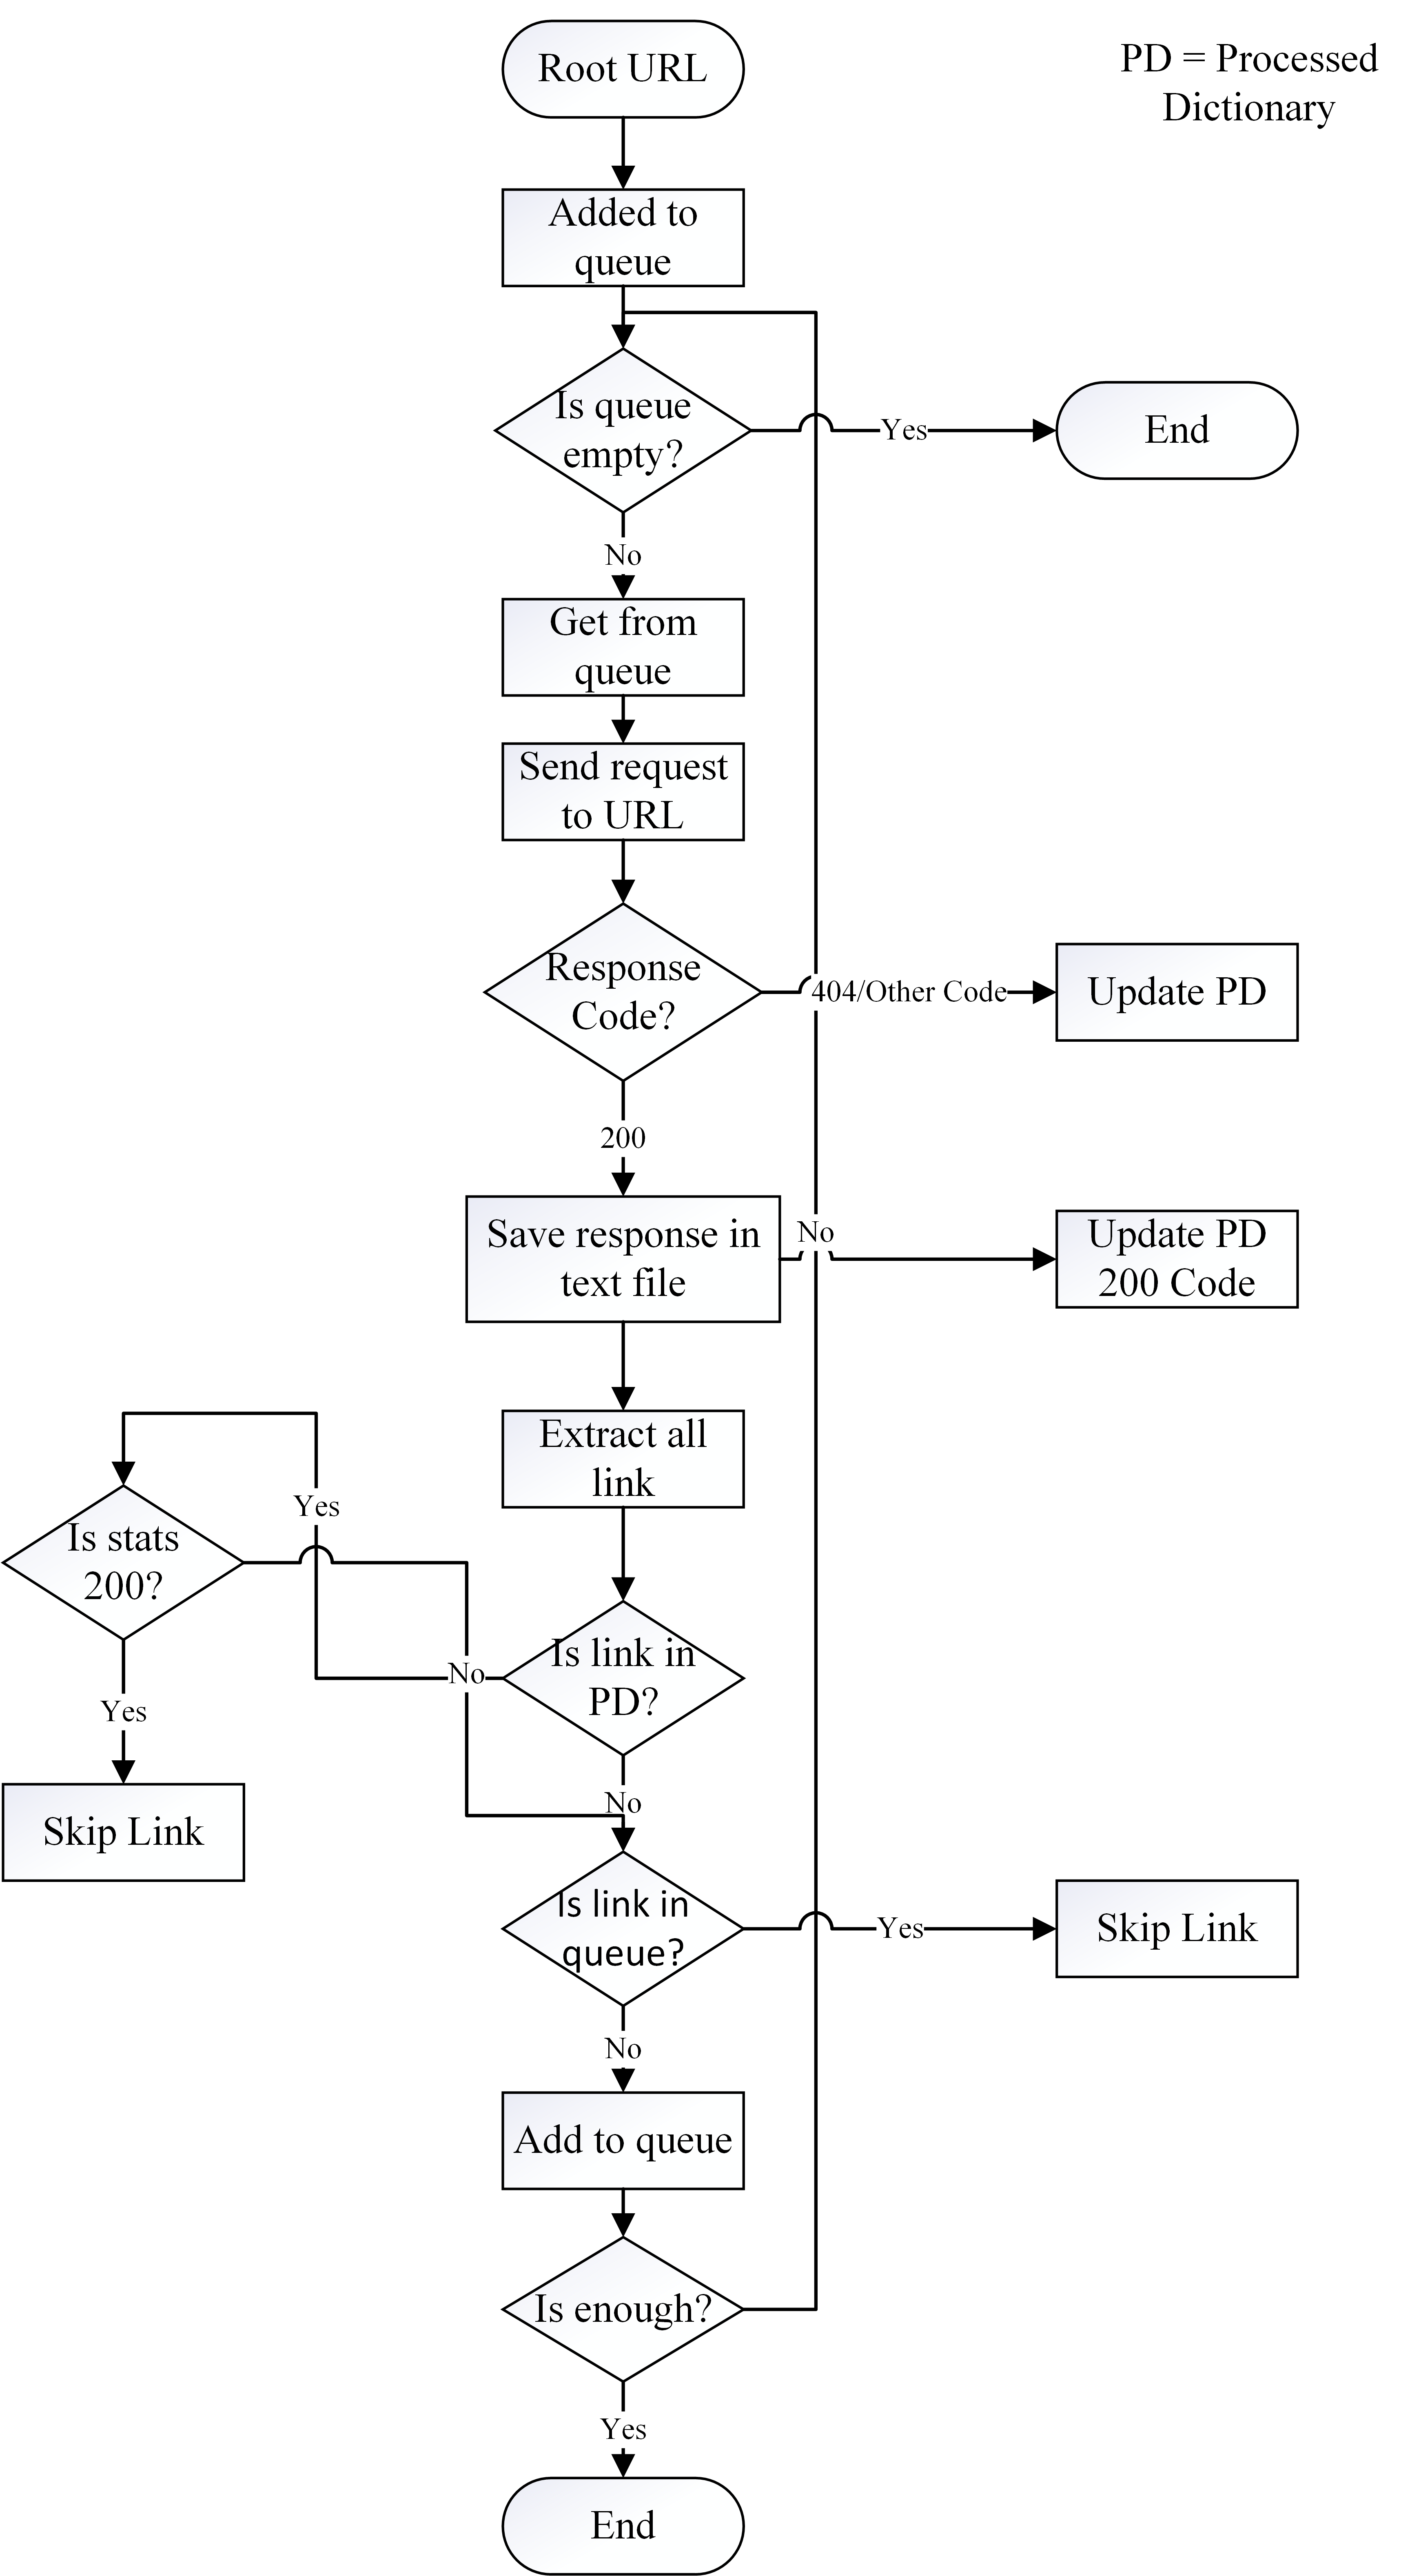 Root URL
PD = Processed
Dictionary
Added to
queue
Is queue
empty?
Yes
End
No
Get from
queue
Send request
to URL
Response
Code?
404/Other Code
Update PD
200
Save response in
text file
No
Update PD
200 Code
Extract all
link
Yes
Is stats
200?
No
Is link in
PD?
Yes
No
Skip Link
Is link in
queue?
Yes
Skip Link
No
Add to queue
Is enough?
Yes
End